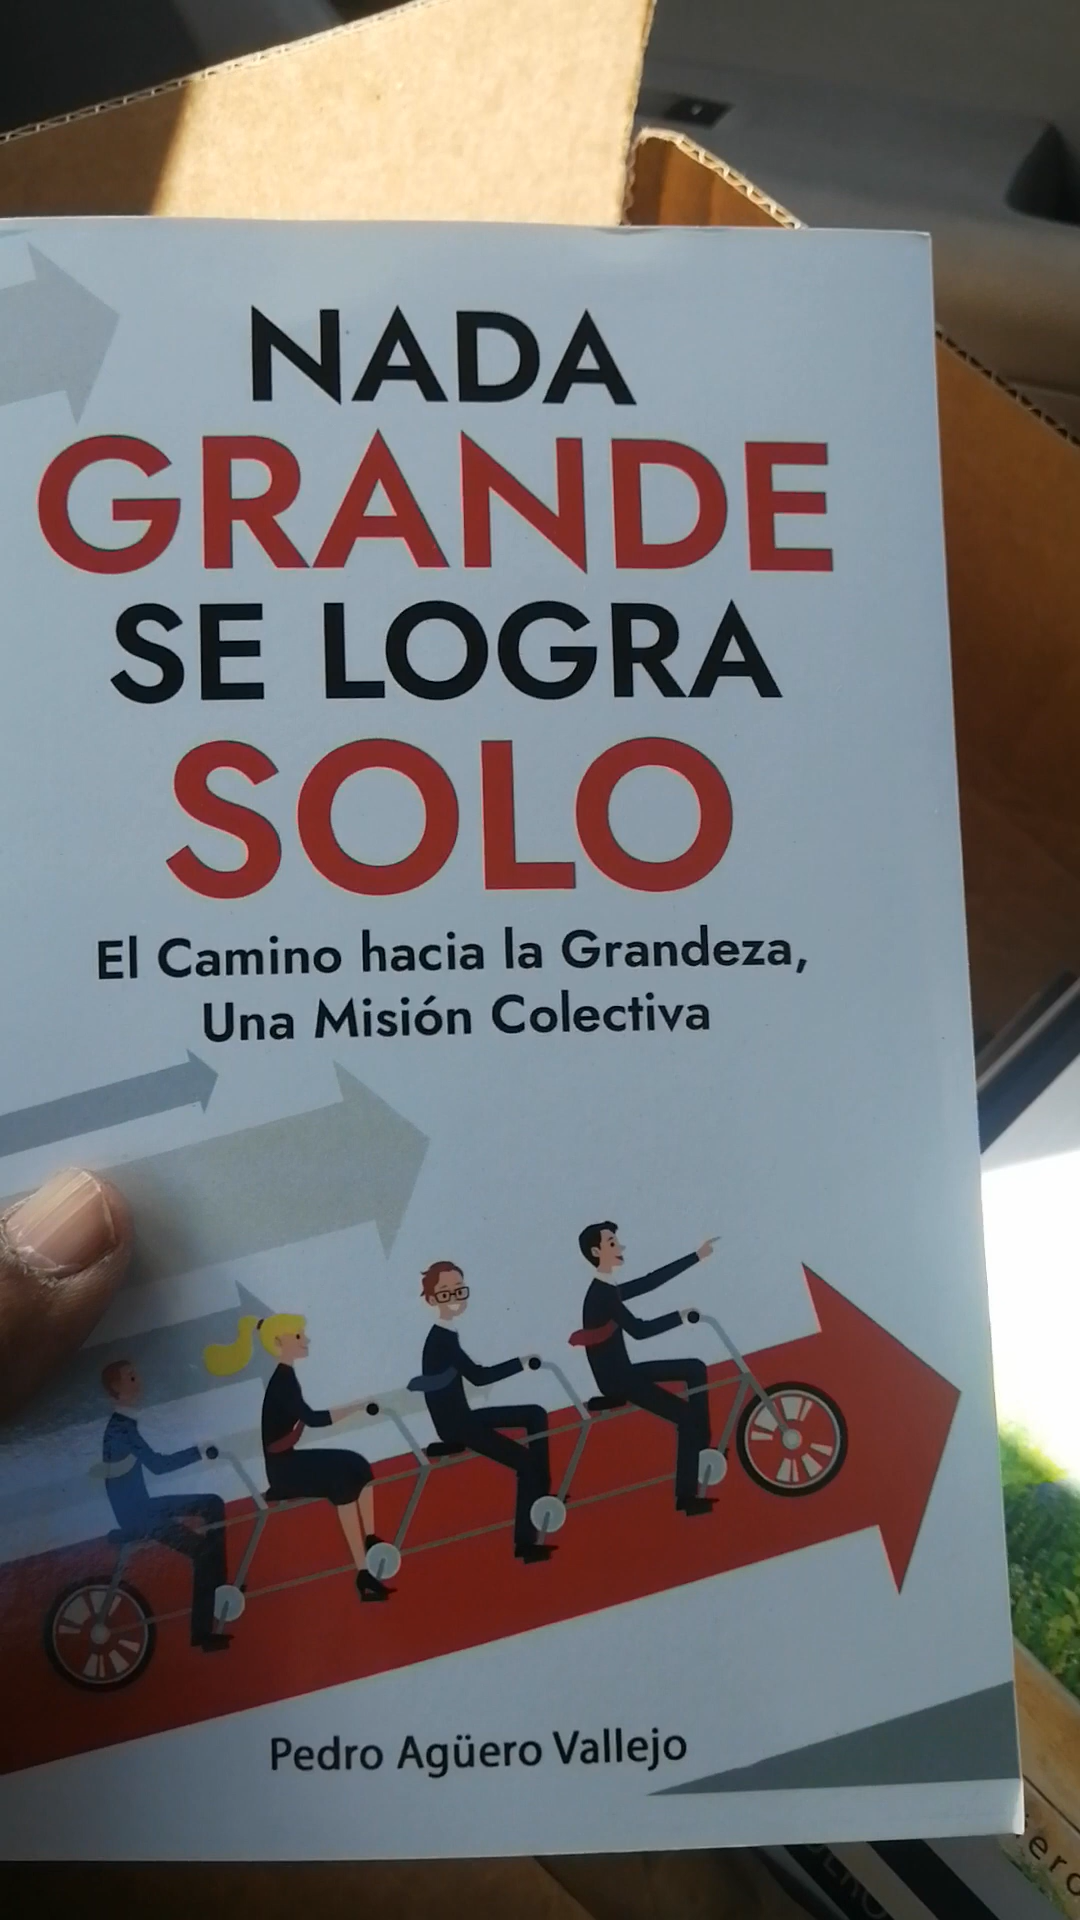 NADA
GRANDE
SE LOGRA
SOLO
El Camino hacia la Grandeza,
Una Misión Colectiva
Pedro Agüero Vallejo